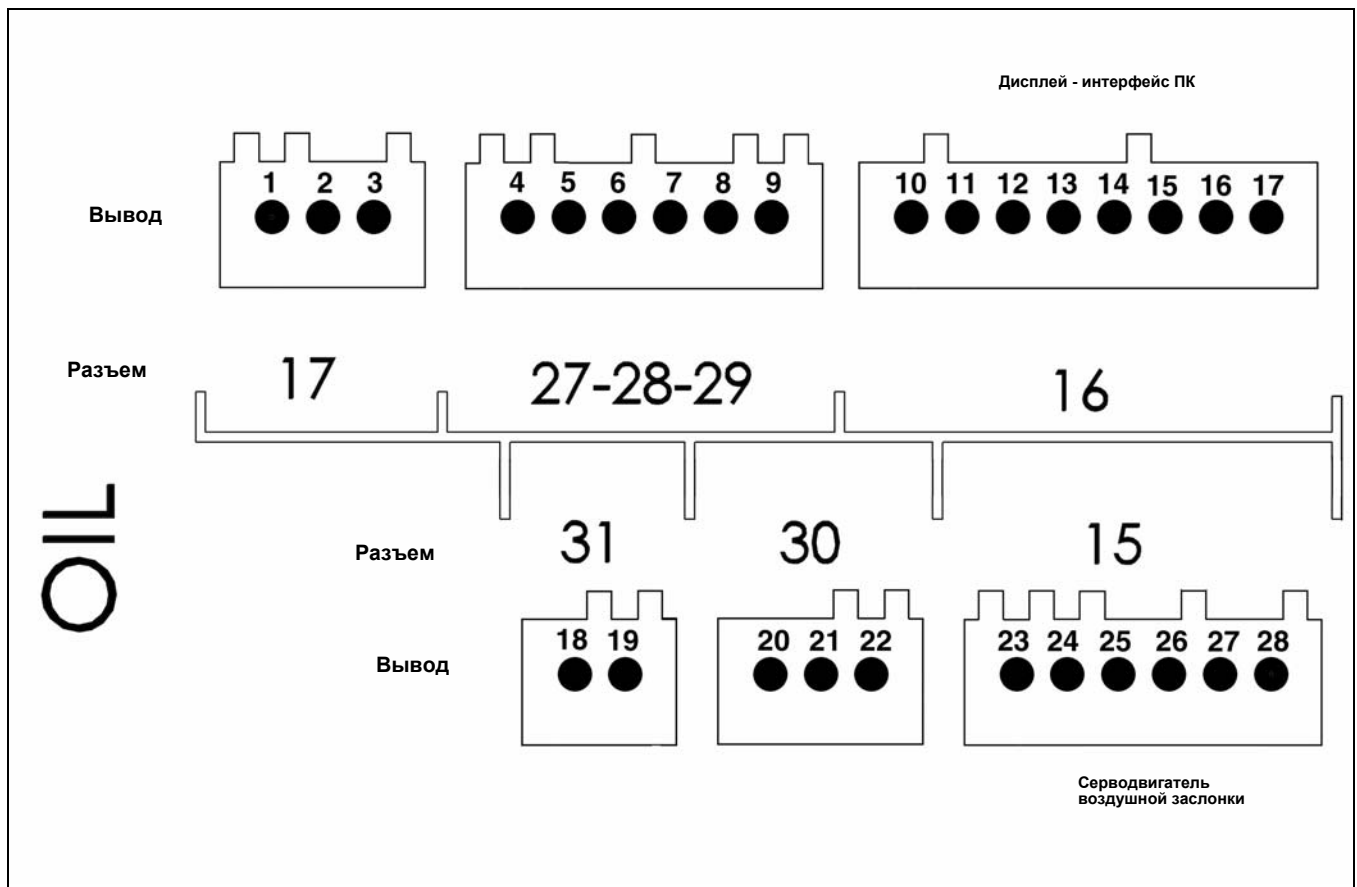 Дисплей - интерфейс ПК
1 2 3 4 5 6 7 8 9 10 11 12 13 14 15 16 17
Вывод
Разъем 17 27-28-29 16
OIL
Разъем 31 30 15
18 19 20 21 22 23 24 25 26 27 28
Вывод
Серводвигатель
воздушной заслонки